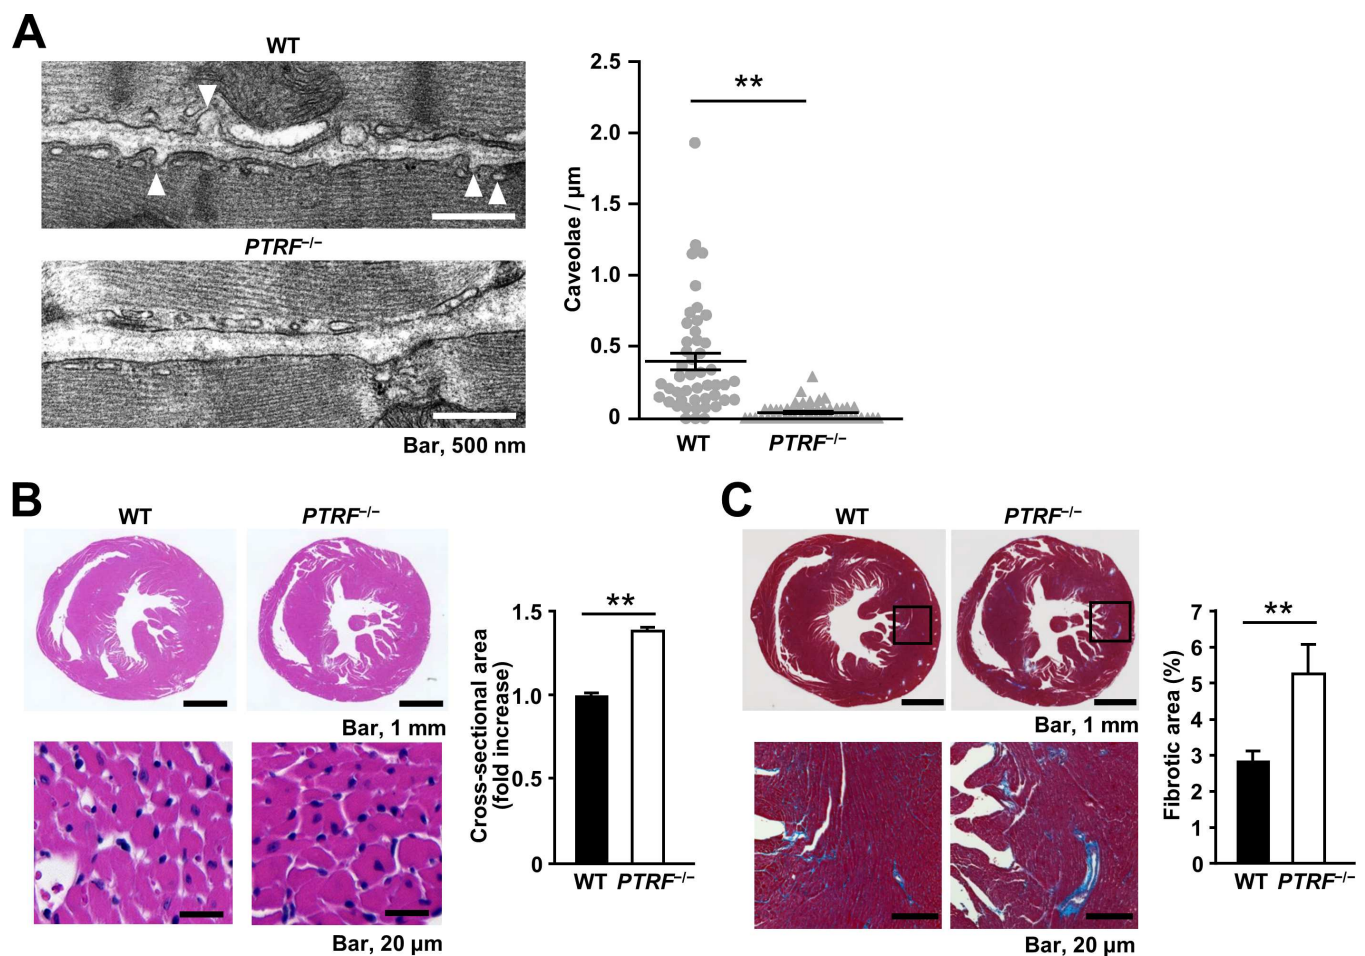 A
WT
PTRF–/–
Bar, 500 nm
2.5
2.0
1.5
1.0
0.5
0
Caveolae / μm
**
WT
PTRF–/–
B
WT
PTRF–/–
Bar, 1 mm
Bar, 20 μm
Cross-sectional area
(fold increase)
1.5
1.0
0.5
0
**
WT
PTRF–/–
C
WT
PTRF–/–
Bar, 1 mm
Bar, 20 μm
Fibrotic area (%)
7
6
5
4
3
2
1
0
**
WT
PTRF–/–